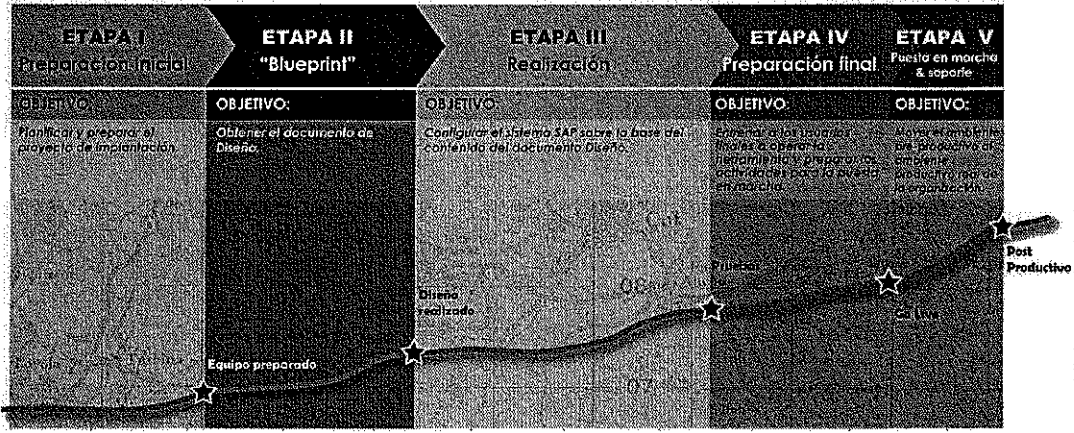 ETAPA I
Preparación inicial
ETAPA II
"Blueprint"
ETAPA III
Realización
ETAPA IV
Preparación final
ETAPA V
Puesta en marcha
& soporte
OBJETIVO:
Planificar y preparar el
proyecto de implantación.
OBJETIVO:
Obtener el documento de
Diseño.
OBJETIVO:
Configurar el sistema SAP sobre la base del
contenido del documento Diseño.
OBJETIVO:
Entrenar a los usuarios
finales a operar la
herramienta y preparar las
actividades para la puesta
en marcha.
OBJETIVO:
Mover el ambiente
pre-productivo al
ambiente
productivo real de
la organización.
Equipo preparado
Diseño
realizado
08
07
Go Live
Post
Productivo